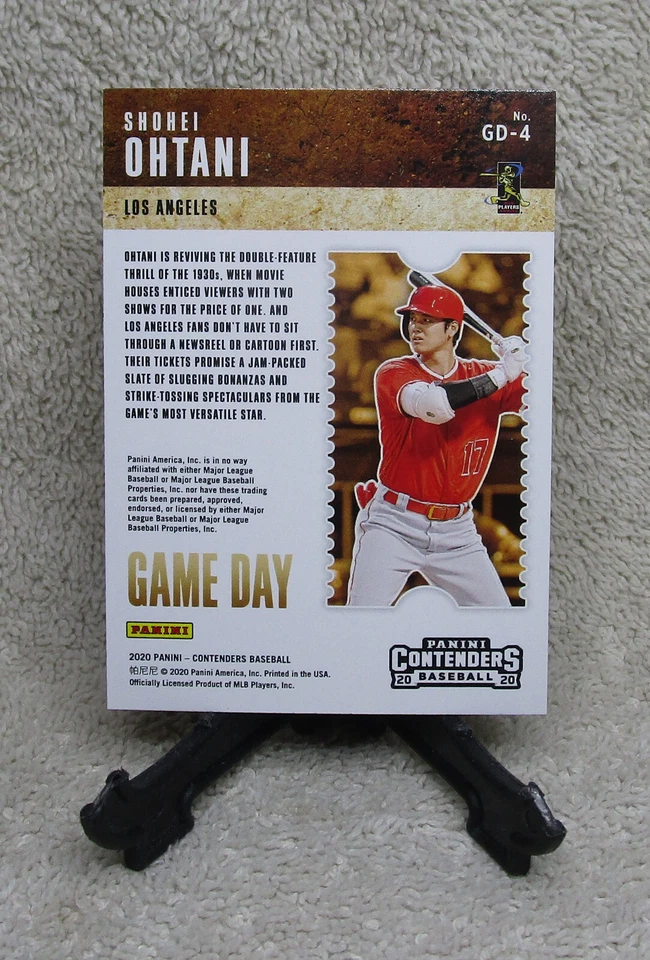 SHOHEI
OHTANI
No.
GD-4
PLAYERS
LOS ANGELES
OHTANI IS REVIVING THE DOUBLE-FEATURE
THRILL OF THE 1930s, WHEN MOVIE
HOUSES ENTICED VIEWERS WITH TWO
SHOWS FOR THE PRICE OF ONE. AND
LOS ANGELES FANS DON'T HAVE TO SIT
THROUGH A NEWSREEL OR CARTOON FIRST.
THEIR TICKETS PROMISE A JAM-PACKED
SLATE OF SLUGGING BONANZAS AND
STRIKE-TOSSING SPECTACULARS FROM THE
GAME'S MOST VERSATILE STAR.
17
Panini America, Inc. is in no way
affiliated with either Major League
Baseball or Major League Baseball
Properties, Inc. nor have these trading
cards been prepared, approved,
endorsed, or licensed by either Major
League Baseball or Major League
Baseball Properties, Inc.
GAME DAY
PANINI
2020 PANINI – CONTENDERS BASEBALL
帕尼尼 © 2020 Panini America, Inc. Printed in the USA.
Officially Licensed Product of MLB Players, Inc.
PANINI
CONTENDERS
20 BASEBALL 20